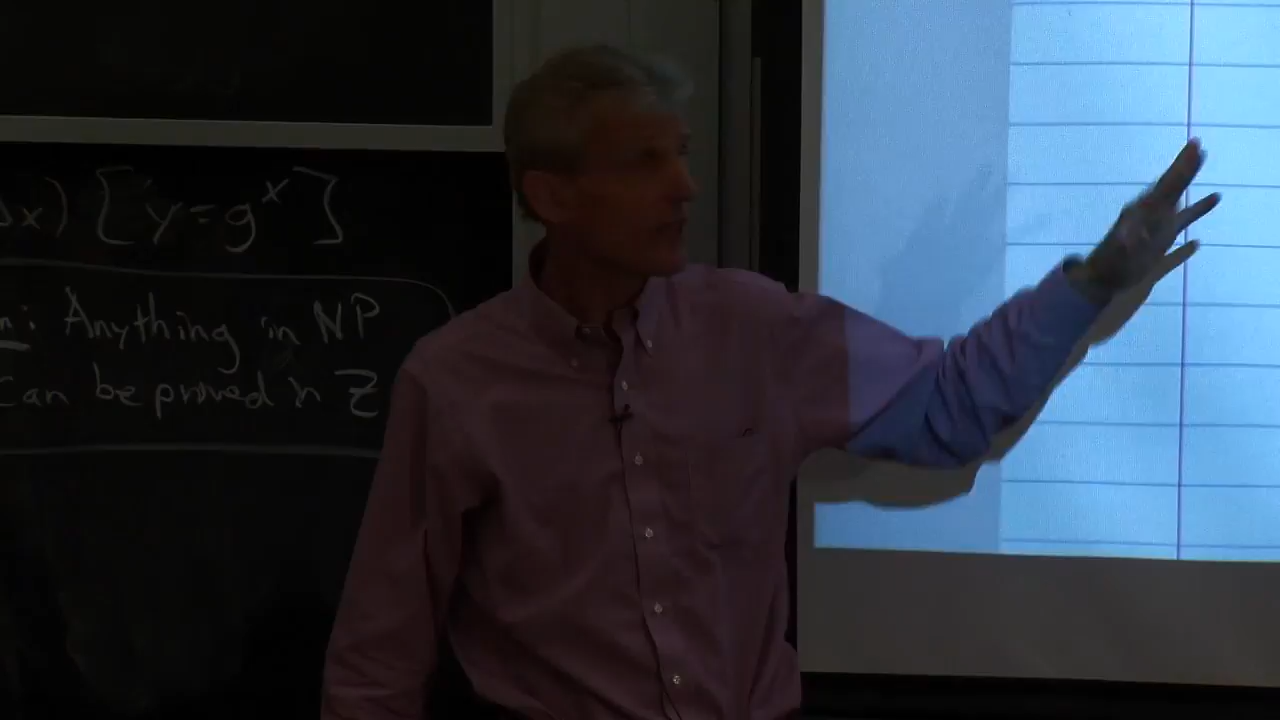 x) [y=g^x]
n: Anything in NP
can be proved in Z